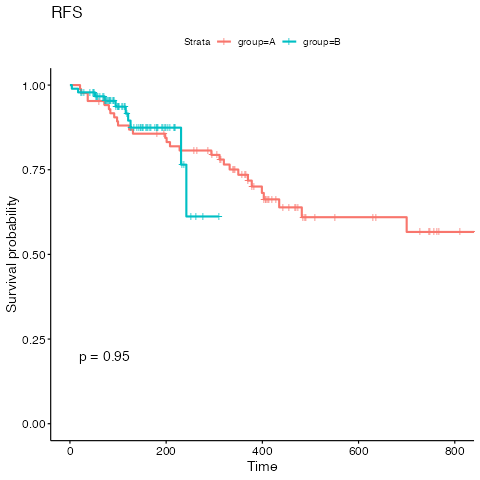 RFS
Strata group=A group=B
Survival probability
1.00
0.75
0.50
0.25
0.00
p = 0.95
0 200 400 600 800
Time